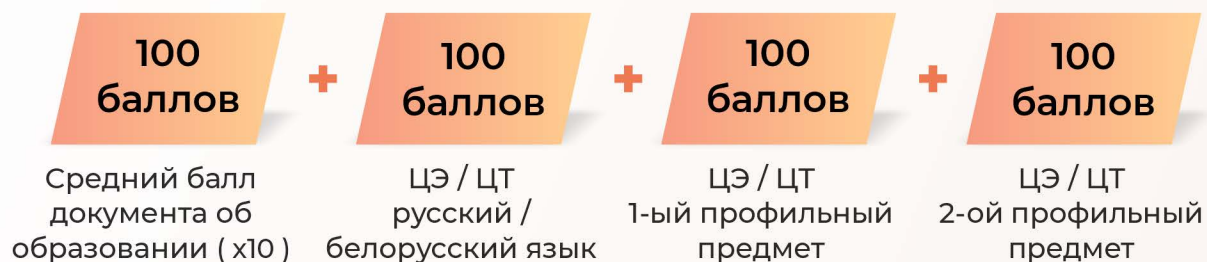 100
баллов
+
100
баллов
+
100
баллов
+
100
баллов
Средний балл
документа об
образовании ( х10 )
ЦЭ / ЦТ
русский /
белорусский язык
ЦЭ / ЦТ
1-ый профильный
предмет
ЦЭ / ЦТ
2-ой профильный
предмет